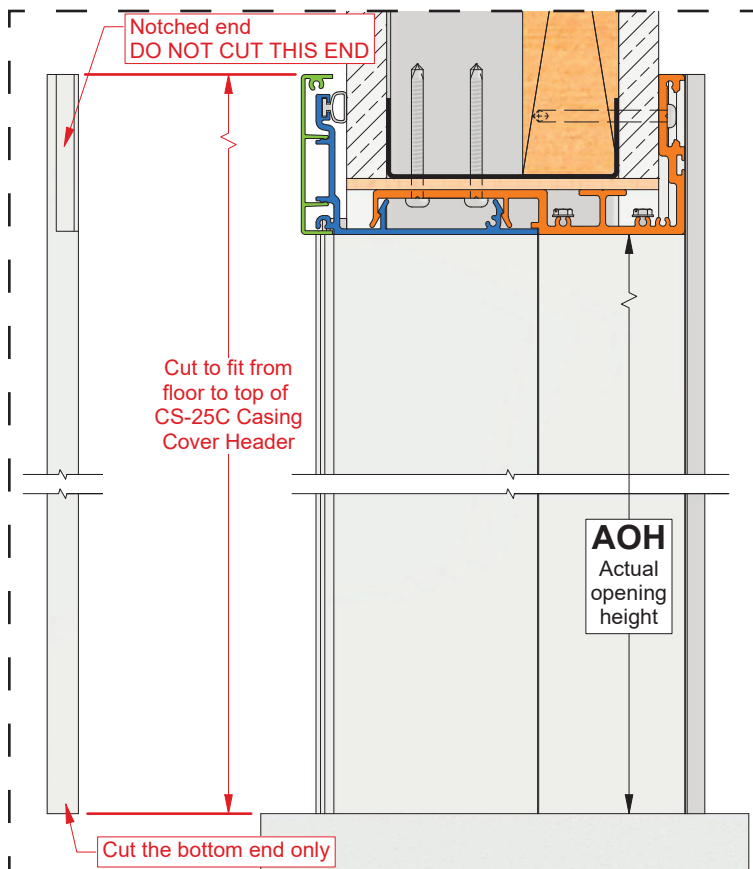 Notched end
DO NOT CUT THIS END
Cut to fit from
floor to top of
CS-25C Casing
Cover Header
AOH
Actual
opening
height
Cut the bottom end only